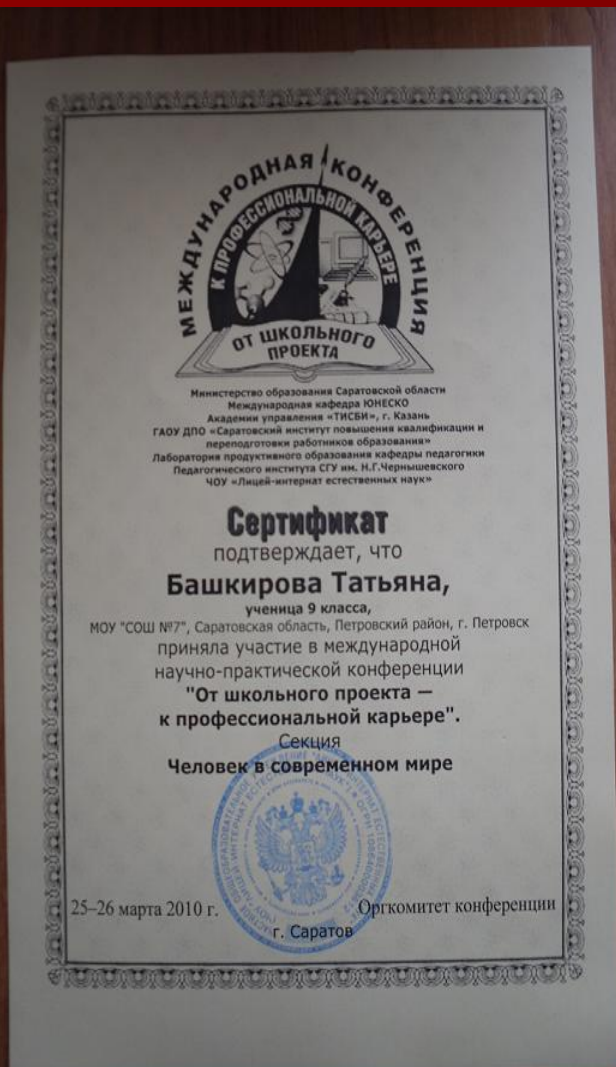 МЕЖДУНАРОДНАЯ КОНФЕРЕНЦИЯ
К ПРОФЕССИОНАЛЬНОЙ КАРЬЕРЕ
ОТ ШКОЛЬНОГО
ПРОЕКТА
Министерство образования Саратовской области
Международная кафедра ЮНЕСКО
Академии управления «ТИСБИ», г. Казань
ГАОУ ДПО «Саратовский институт повышения квалификации и
переподготовки работников образования»
Лаборатория продуктивного образования кафедры педагогики
Педагогического института СГУ им. Н.Г.Чернышевского
ЧОУ «Лицей-интернат естественных наук»
Сертификат
подтверждает, что
Башкирова Татьяна,
ученица 9 класса,
МОУ "СОШ №7", Саратовская область, Петровский район, г. Петровск
приняла участие в международной
научно-практической конференции
"От школьного проекта —
к профессиональной карьере".
Секция
Человек в современном мире
25–26 марта 2010 г.
Оргкомитет конференции
г. Саратов